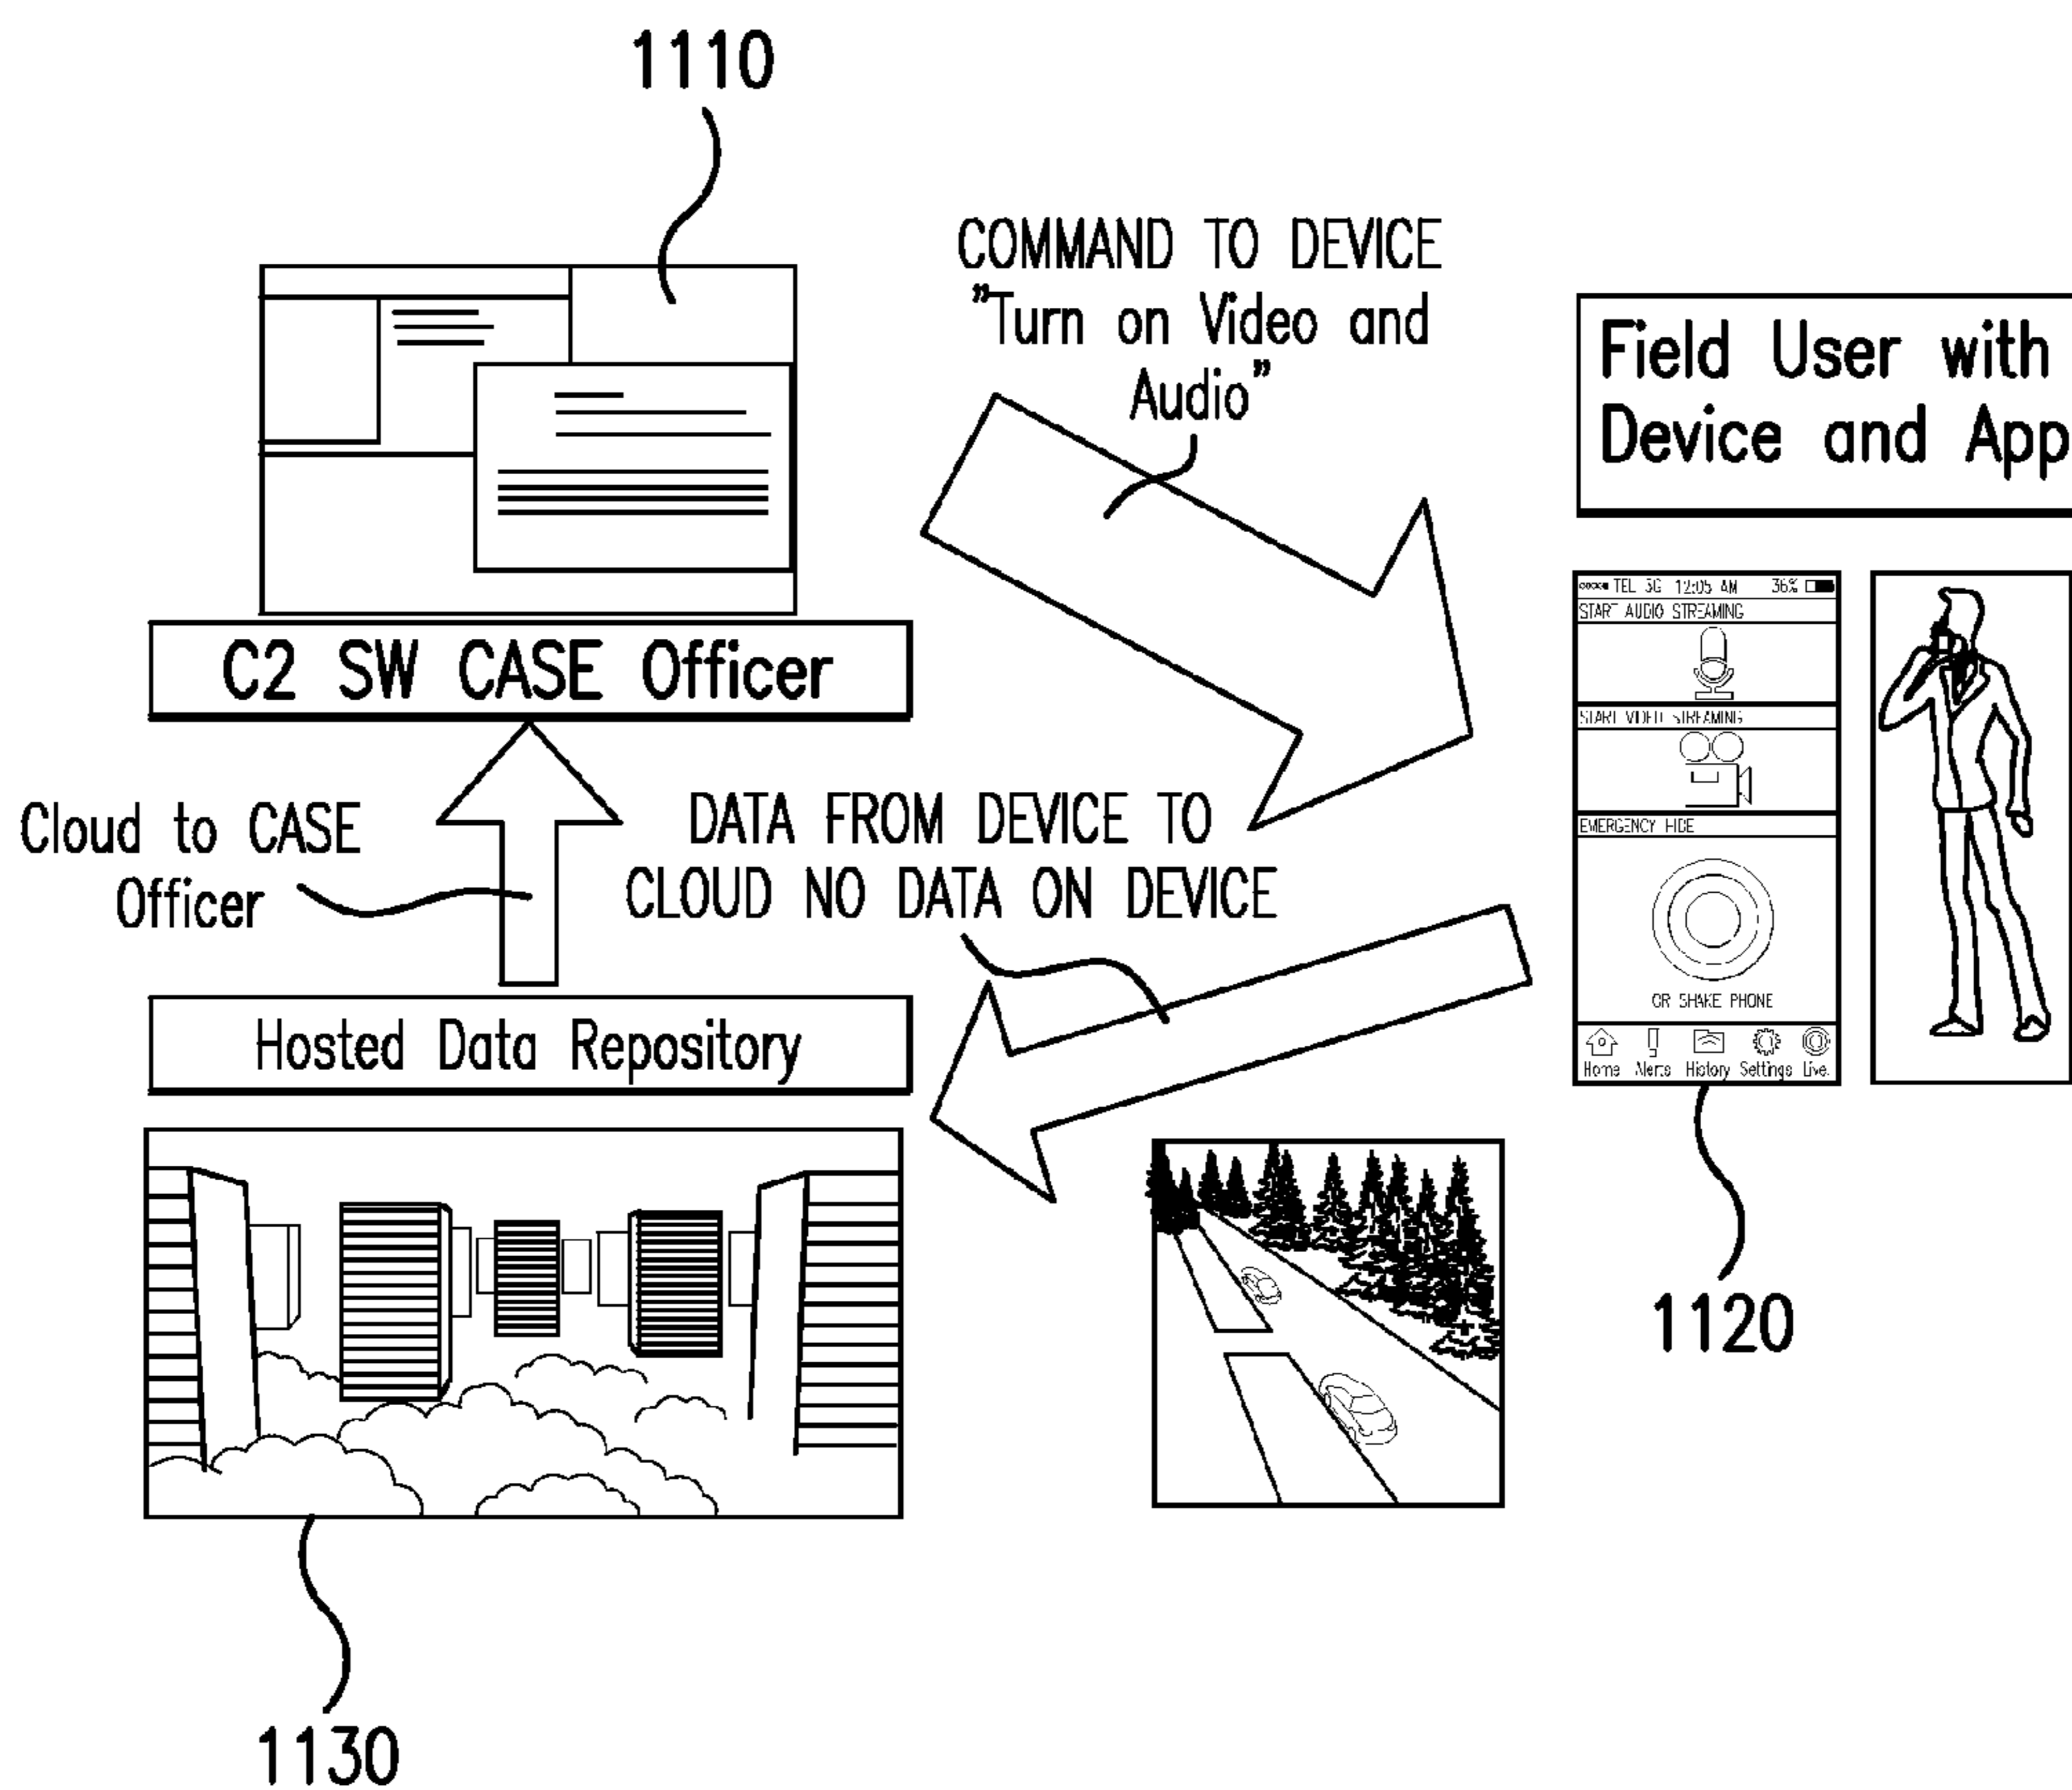 1110
COMMAND TO DEVICE
"Turn on Video and
Audio"
Field User with
Device and App
C2 SW CASE Officer
TEL 3G 12:05 AM 36%
START AUDIO STREAMING
START VIDEO STREAMING
EMERGENCY HIDE
OR SHAKE PHONE
Home Alerts History Settings Live
1120
Cloud to CASE
Officer
DATA FROM DEVICE TO
CLOUD NO DATA ON DEVICE
Hosted Data Repository
1130